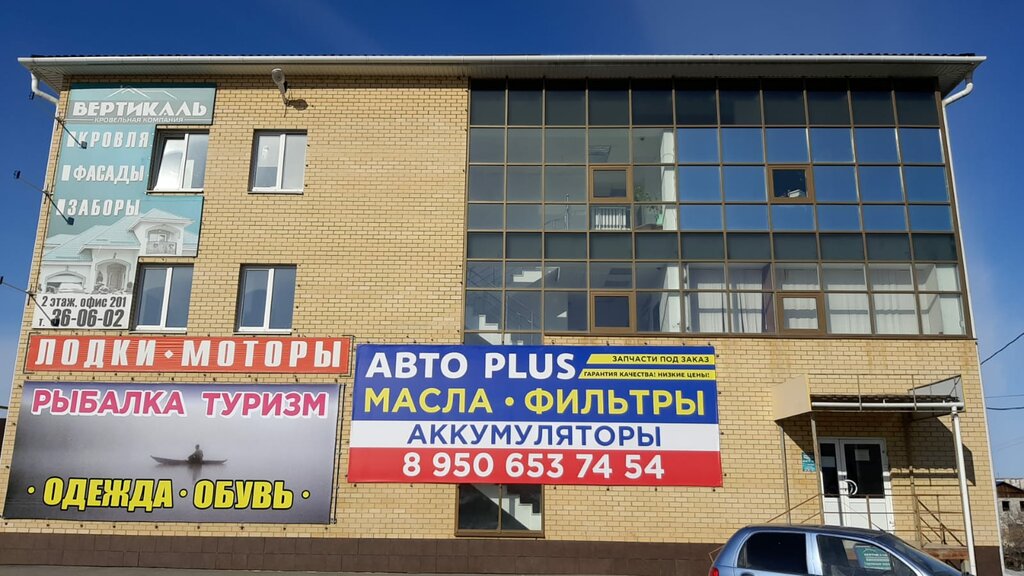 ВЕРТИКАЛЬ
КРОВЕЛЬНАЯ КОМПАНИЯ
КРОВЛЯ
ФАСАДЫ
ЗАБОРЫ
2 этаж, офис 201
т. 36-06-02
ЛОДКИ · МОТОРЫ
РЫБАЛКА ТУРИЗМ
· ОДЕЖДА · ОБУВЬ ·
АВТО PLUS
ЗАПЧАСТИ ПОД ЗАКАЗ
ГАРАНТИЯ КАЧЕСТВА! НИЗКИЕ ЦЕНЫ!
МАСЛА · ФИЛЬТРЫ
АККУМУЛЯТОРЫ
8 950 653 74 54
ВЕРТИКАЛЬ